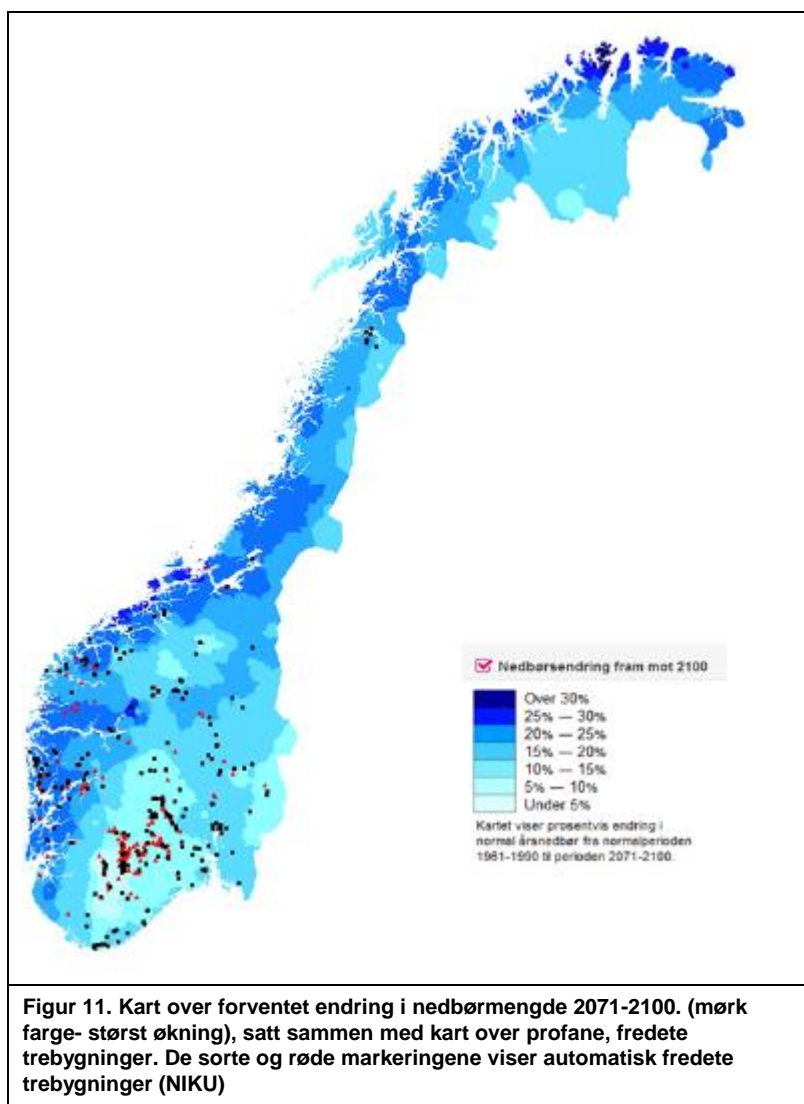 Nedbørsendring fram mot 2100
Over 30%
25% — 30%
20% — 25%
15% — 20%
10% — 15%
5% — 10%
Under 5%
Kartet viser prosentvis endring i
normal årsnedbør fra normalperioden
1961-1990 til perioden 2071-2100.
Figur 11. Kart over forventet endring i nedbørmengde 2071-2100. (mørk
farge- størst økning), satt sammen med kart over profane, fredete
trebygninger. De sorte og røde markeringene viser automatisk fredete
trebygninger (NIKU)